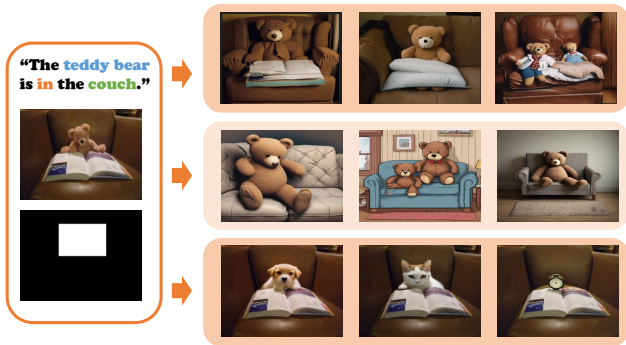 “The teddy bear
is in the couch.”